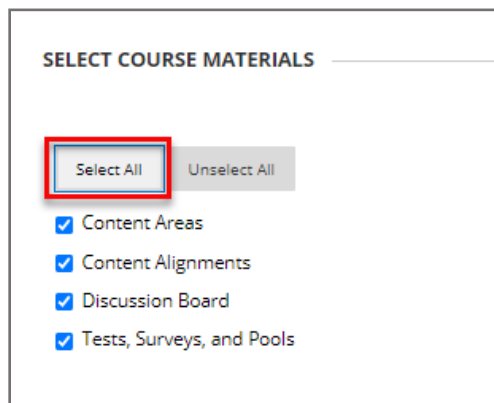 SELECT COURSE MATERIALS
Select All Unselect All
Content Areas
Content Alignments
Discussion Board
Tests, Surveys, and Pools